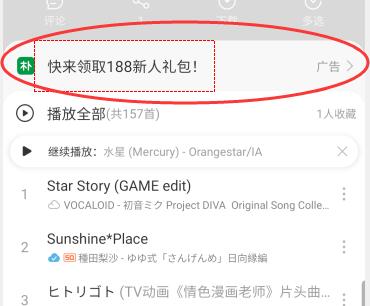 评论
1
下载
多选
朴 快来领取188新人礼包! 广告
播放全部(共157首) 1人收藏
继续播放: 水星 (Mercury) - Orangestar/IA
1 Star Story (GAME edit)
VOCALOID - 初音ミク Project DIVA Original Song Colle...
2 Sunshine*Place
SQ 種田梨沙 - ゆゆ式「さんげんめ」日向縁編
3 ヒトリゴト (TV动画《情色漫画老师》片头曲...